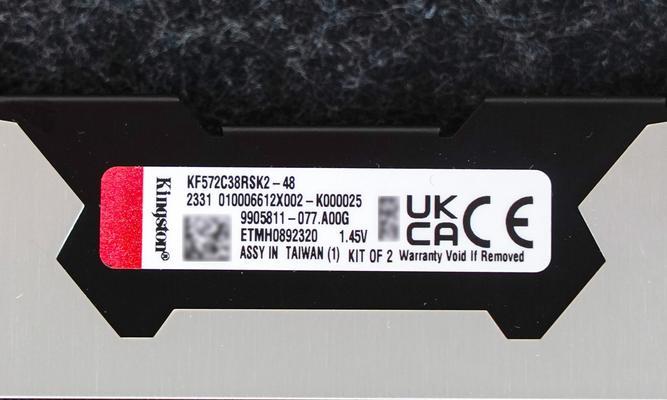 Kingston®
KF572C38RSK2-48
2331 010006612X002-K000025
9905811-077.A00G
ETMH0892320 1.45V
ASSY IN TAIWAN (1) KIT OF 2 Warranty Void If Removed
UK
CA
CE